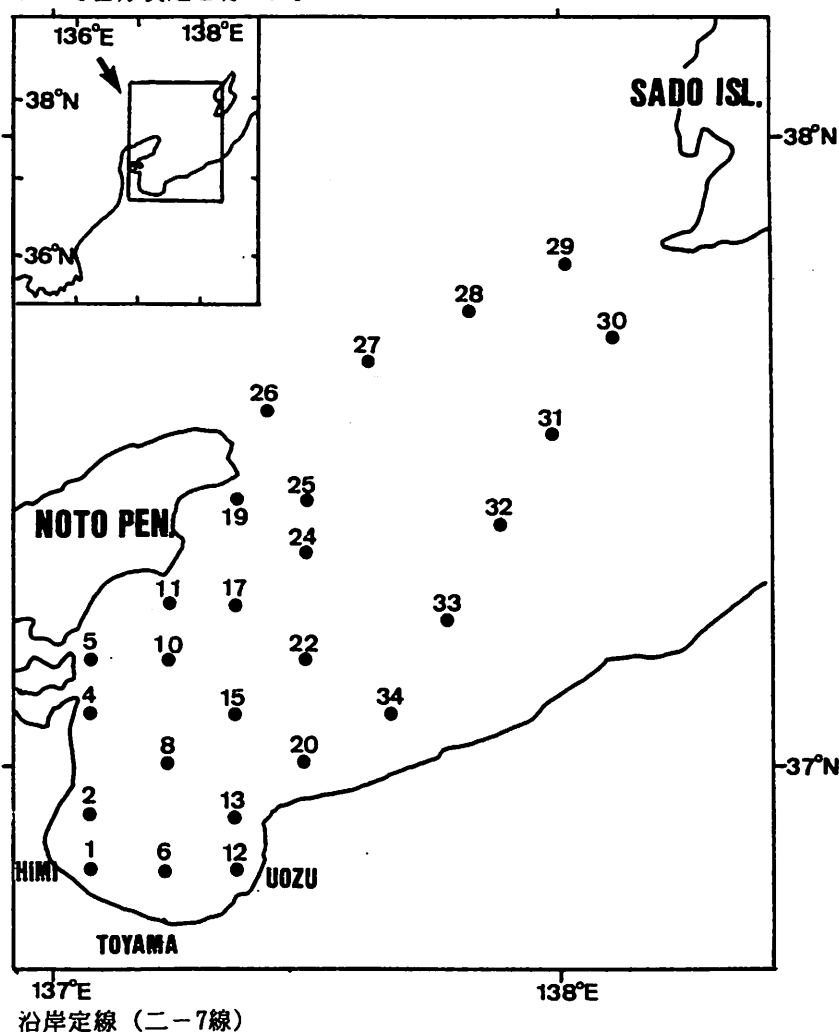 136°E 138°E
38°N
SADO ISL.
38°N
36°N
29
28
30
27
26
31
25
19
32
NOTO PEN.
24
11 17
33
5 10 22
4 15 34
8 20
37°N
2 13
1 6 12
HIMI UOZU
TOYAMA
137°E 138°E
沿岸定線（二－7線）